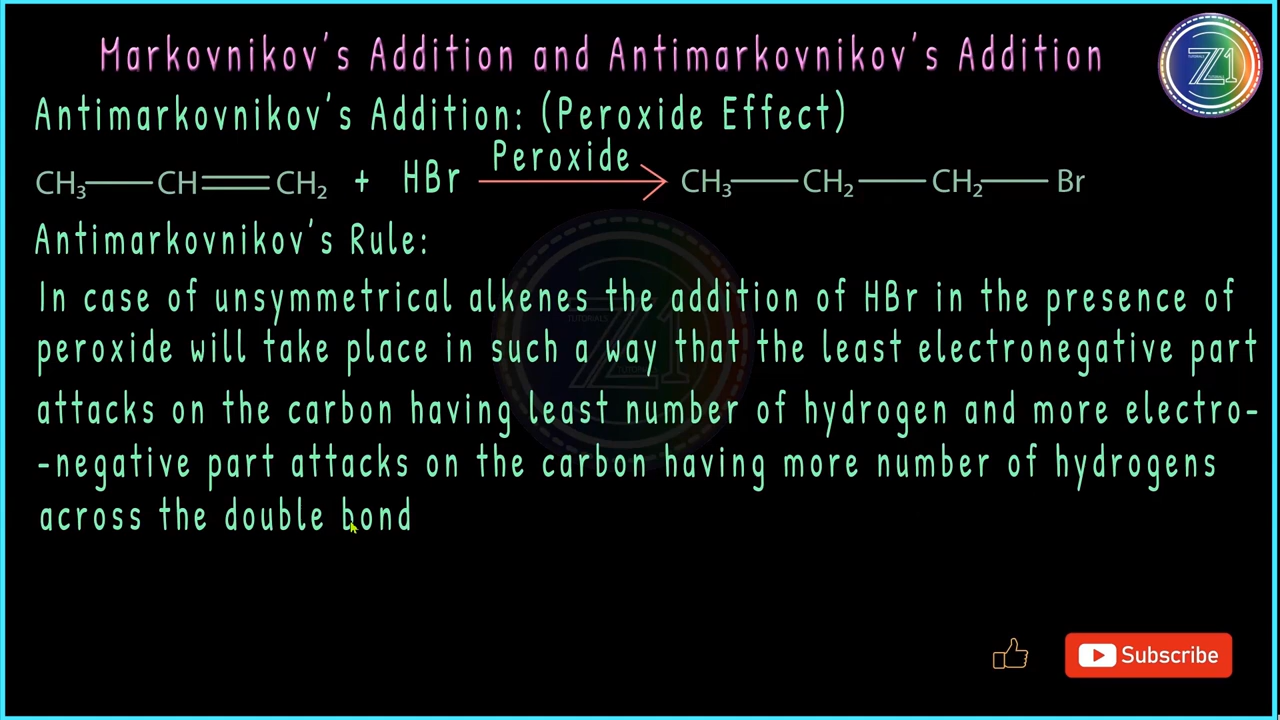 Markovnikov's Addition and Antimarkovnikov's Addition
Z1
Antimarkovnikov's Addition: (Peroxide Effect)
CH₃—CH=CH₂ + HBr Peroxide → CH₃—CH₂—CH₂—Br
Antimarkovnikov's Rule:
In case of unsymmetrical alkenes the addition of HBr in the presence of
peroxide will take place in such a way that the least electronegative part
attacks on the carbon having least number of hydrogen and more electro-
-negative part attacks on the carbon having more number of hydrogens
across the double bond
Subscribe